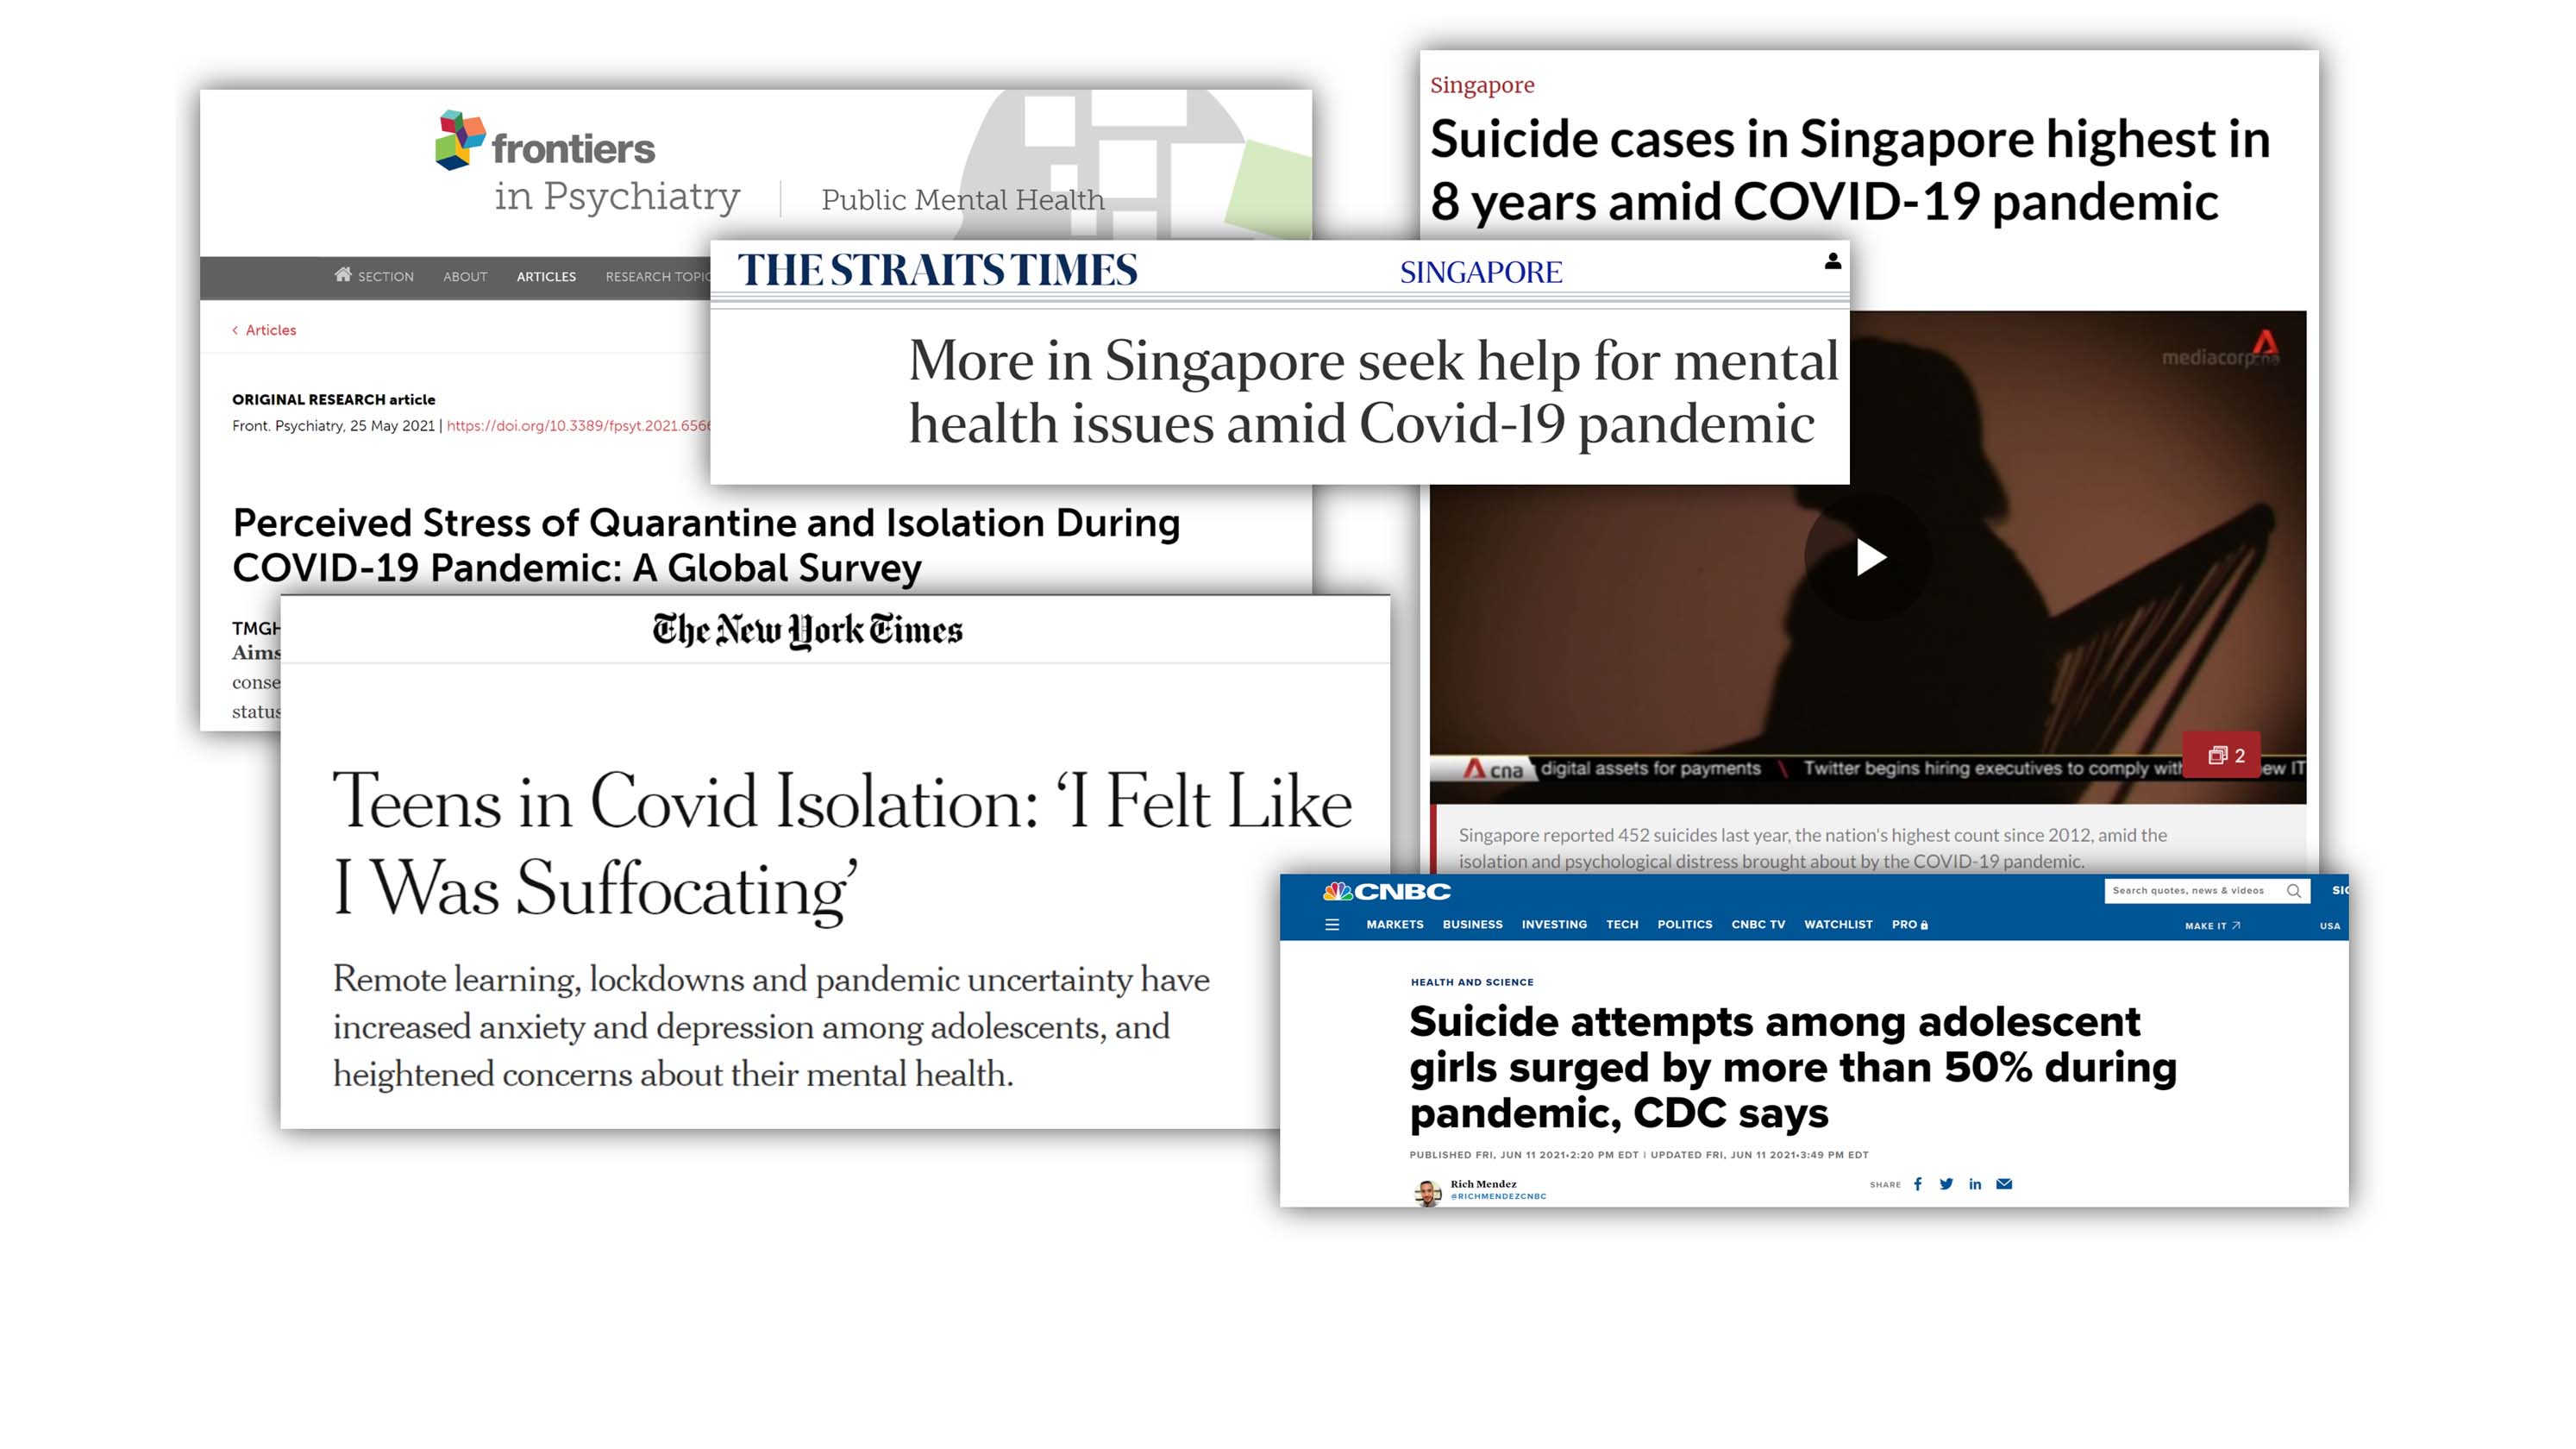 frontiers
in Psychiatry
Public Mental Health
SECTION ABOUT ARTICLES RESEARCH
Articles
ORIGINAL RESEARCH article
Front. Psychiatry, 25 May 2021 | https://doi.org/10.3389/fpsyt.2021.656
Perceived Stress of Quarantine and Isolation During
COVID-19 Pandemic: A Global Survey
Singapore
Suicide cases in Singapore highest in
8 years amid COVID-19 pandemic
mediacorp
cna digital assets for payments \ Twitter begins hiring executives to comply
2
Singapore reported 452 suicides last year, the nation's highest count since 2012, amid the
isolation and psychological distress brought about by the COVID-19 pandemic.
THE STRAITS TIMES
SINGAPORE
More in Singapore seek help for mental
health issues amid Covid-19 pandemic
The New York Times
Teens in Covid Isolation: ‘I Felt Like
I Was Suffocating’
Remote learning, lockdowns and pandemic uncertainty have
increased anxiety and depression among adolescents, and
heightened concerns about their mental health.
CNBC
Search quotes, news & videos
MARKETS BUSINESS INVESTING TECH POLITICS CNBC TV WATCHLIST PRO
MAKE IT USA
HEALTH AND SCIENCE
Suicide attempts among adolescent
girls surged by more than 50% during
pandemic, CDC says
PUBLISHED FRI, JUN 11 2021•2:20 PM EDT | UPDATED FRI, JUN 11 2021•3:49 PM EDT
Rich Mendez
@RICHMENDEZCNBC
SHARE